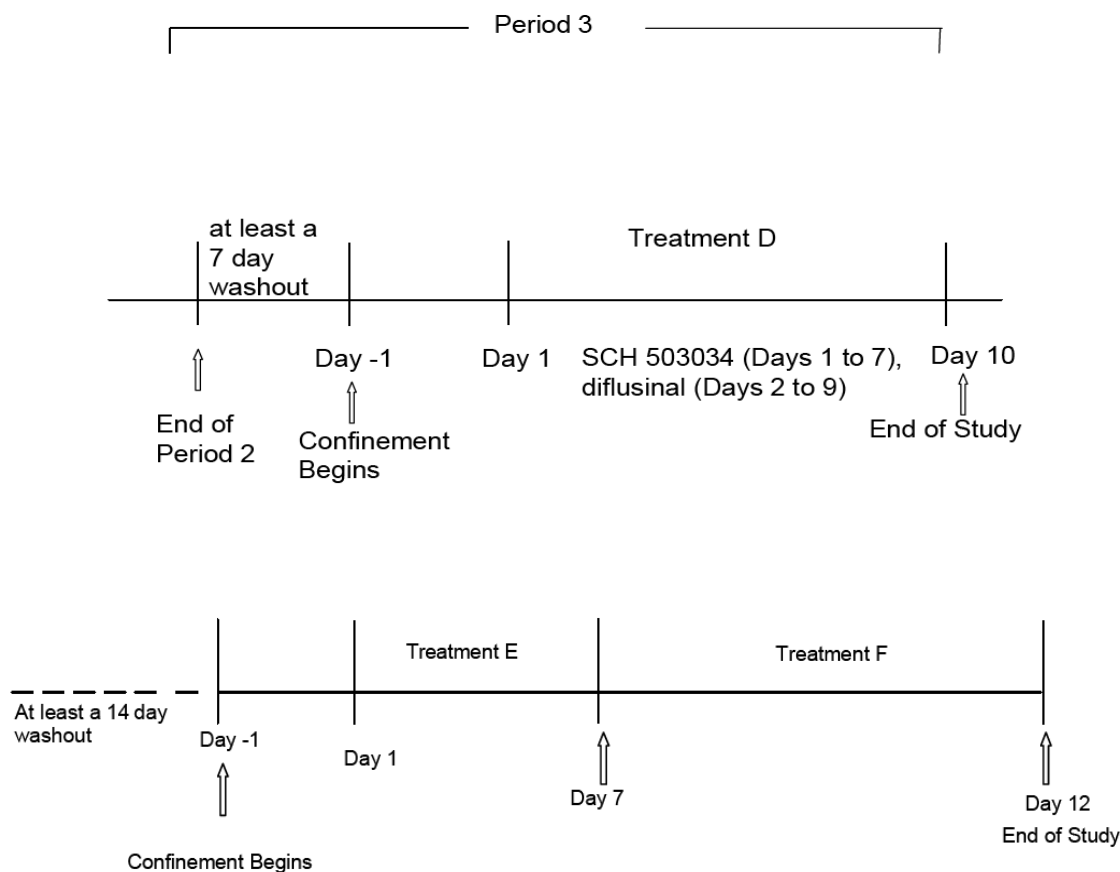 Period 3
at least a
7 day
washout
Treatment D
Day -1
Day 1
SCH 503034 (Days 1 to 7),
diflusinal (Days 2 to 9)
Day 10
End of
Period 2
Confinement
Begins
End of Study
Treatment E
Treatment F
At least a 14 day
washout
Day -1
Day 1
Day 7
Day 12
End of Study
Confinement Begins